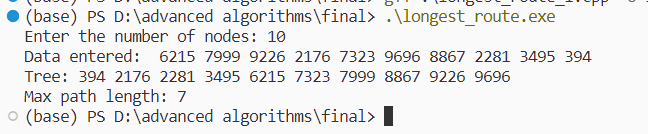 (base) PS D:\advanced algorithms\final> .\longest_route.exe
Enter the number of nodes: 10
Data entered:  6215 7999 9226 2176 7323 9696 8867 2281 3495 394
Tree: 394 2176 2281 3495 6215 7323 7999 8867 9226 9696
Max path length: 7
(base) PS D:\advanced algorithms\final>